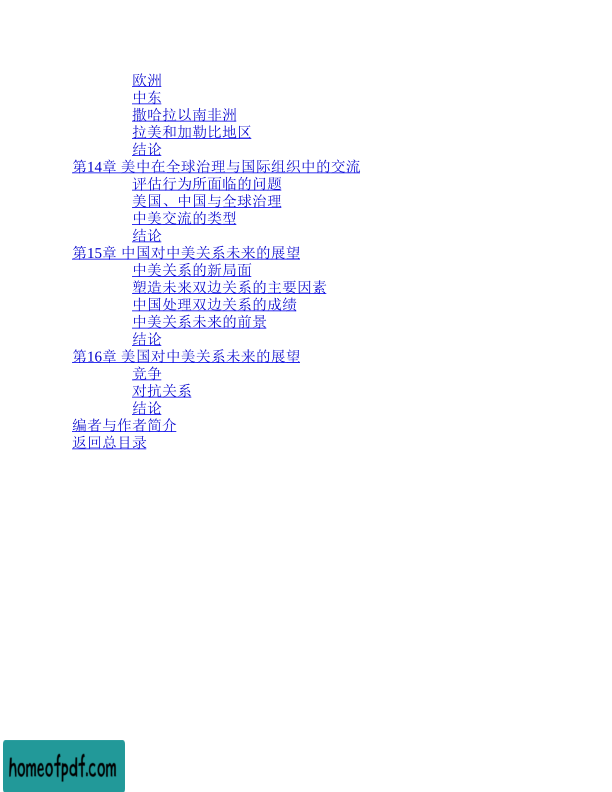 欧洲
中东
撒哈拉以南非洲
拉美和加勒比地区
结论
第14章 美中在全球治理与国际组织中的交流
评估行为所面临的问题
美国、中国与全球治理
中美交流的类型
结论
第15章 中国对中美关系未来的展望
中美关系的新局面
塑造未来双边关系的主要因素
中国处理双边关系的成绩
中美关系未来的前景
结论
第16章 美国对中美关系未来的展望
竞争
对抗关系
结论
编者与作者简介
返回总目录
homeofpdf.com